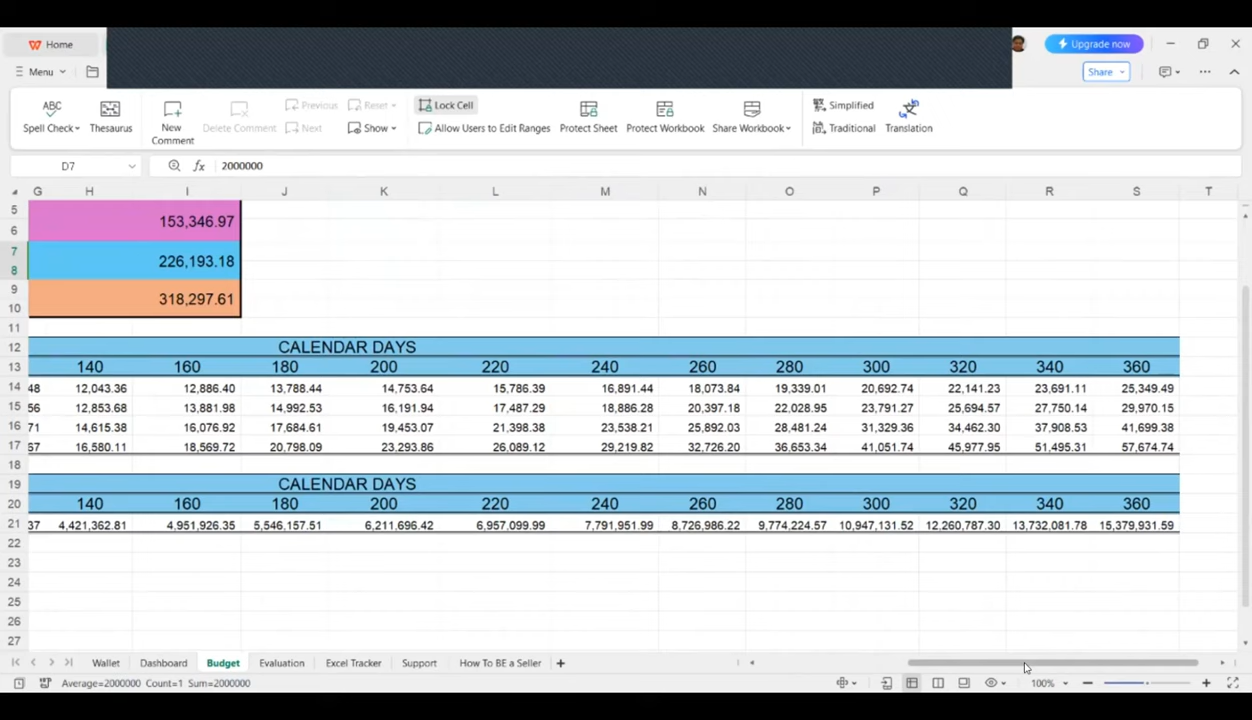 Home
Upgrade now
Menu
Share
ABC
Spell Check
Thesaurus
New Comment
Delete Comment
Previous
Next
Reset
Show
Lock Cell
Allow Users to Edit Ranges
Protect Sheet
Protect Workbook
Share Workbook
Simplified
Traditional
Translation
D7 fx 2000000
G H I J K L M N O P Q R S T
5 153,346.97
6
7 226,193.18
8
9 318,297.61
10
11
12 CALENDAR DAYS
13 140 160 180 200 220 240 260 280 300 320 340 360
14 48 12,043.36 12,886.40 13,788.44 14,753.64 15,786.39 16,891.44 18,073.84 19,339.01 20,692.74 22,141.23 23,691.11 25,349.49
15 56 12,853.68 13,881.98 14,992.53 16,191.94 17,487.29 18,886.28 20,397.18 22,028.95 23,791.27 25,694.57 27,750.14 29,970.15
16 71 14,615.38 16,076.92 17,684.61 19,453.07 21,398.38 23,538.21 25,892.03 28,481.24 31,329.36 34,462.30 37,908.53 41,699.38
17 67 16,580.11 18,569.72 20,798.09 23,293.86 26,089.12 29,219.82 32,726.20 36,653.34 41,051.74 45,977.95 51,495.31 57,674.74
18
19 CALENDAR DAYS
20 140 160 180 200 220 240 260 280 300 320 340 360
21 37 4,421,362.81 4,951,926.35 5,546,157.51 6,211,696.42 6,957,099.99 7,791,951.99 8,726,986.22 9,774,224.57 10,947,131.52 12,260,787.30 13,732,081.78 15,379,931.59
22
23
24
25
26
27
Wallet Dashboard Budget Evaluation Excel Tracker Support How To BE a Seller
Average=2000000 Count=1 Sum=2000000 100%